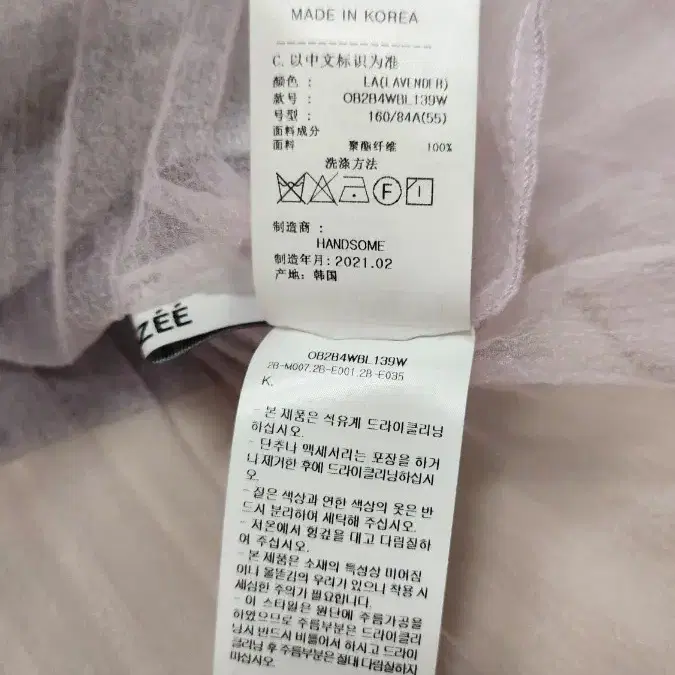 MADE IN KOREA
C. 以中文标识为准
颜色 : LA(LAVENDER)
款号 : OB2B4WBL139W
号型 : 160/84A(55)
面料成分
面料 聚酯纤维 100%
洗涤方法
F
制造商 :
HANDSOME
制造年月: 2021.02
产地: 韩国
ZÉÉ
OB2B4WBL139W
2B-M007,2B-E001,2B-E035
K.
- 본 제품은 석유계 드라이클리닝
하십시오.
- 단추나 액세서리는 포장을 하거
나 제거한 후에 드라이클리닝하십시
오.
- 짙은 색상과 연한 색상의 옷은 반
드시 분리하여 세탁해 주십시오.
- 저온에서 헝겊을 대고 다림질하
여 주십시오.
- 본 제품은 소재의 특성상 미어짐
이나 올뜯김의 우려가 있으니 착용 시
세심한 주의가 필요합니다.
- 이 스타일은 원단에 주름가공을
하였으므로 주름부분은 드라이클리
닝시 반드시 비틀어서 하시고 드라이
클리닝 후 주름부분은 절대 다림질하지
마십시오.